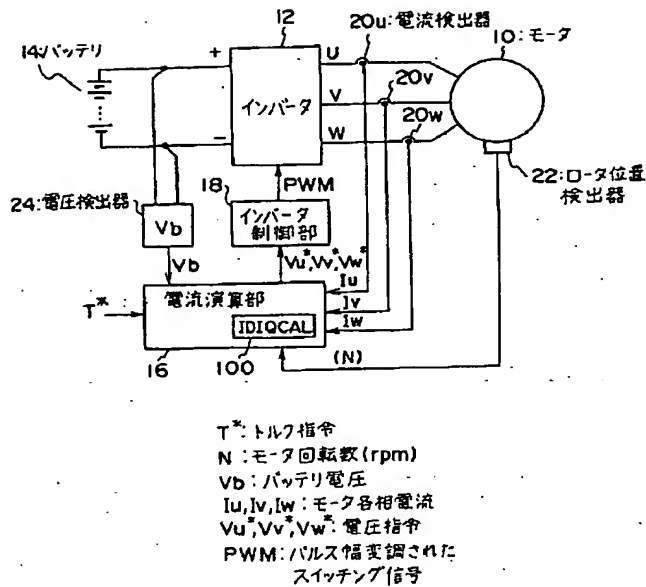 14:バッテリ
12
20u:電流検出器
10:モータ
+
U
20v
インバータ
V
20w
−
W
PWM
22:ロータ位置
検出器
24:電圧検出器
18
Vb
インバータ
制御部
Vb
Vu*,Vv*,Vw*
Iu
電流演算部
Iv
T*
IDIQCAL
Iw
16
100
(N)
T*:トルク指令
N:モータ回転数(rpm)
Vb:バッテリ電圧
Iu,Iv,Iw:モータ各相電流
Vu*,Vv*,Vw*:電圧指令
PWM:パルス幅変調された
スイッチング信号